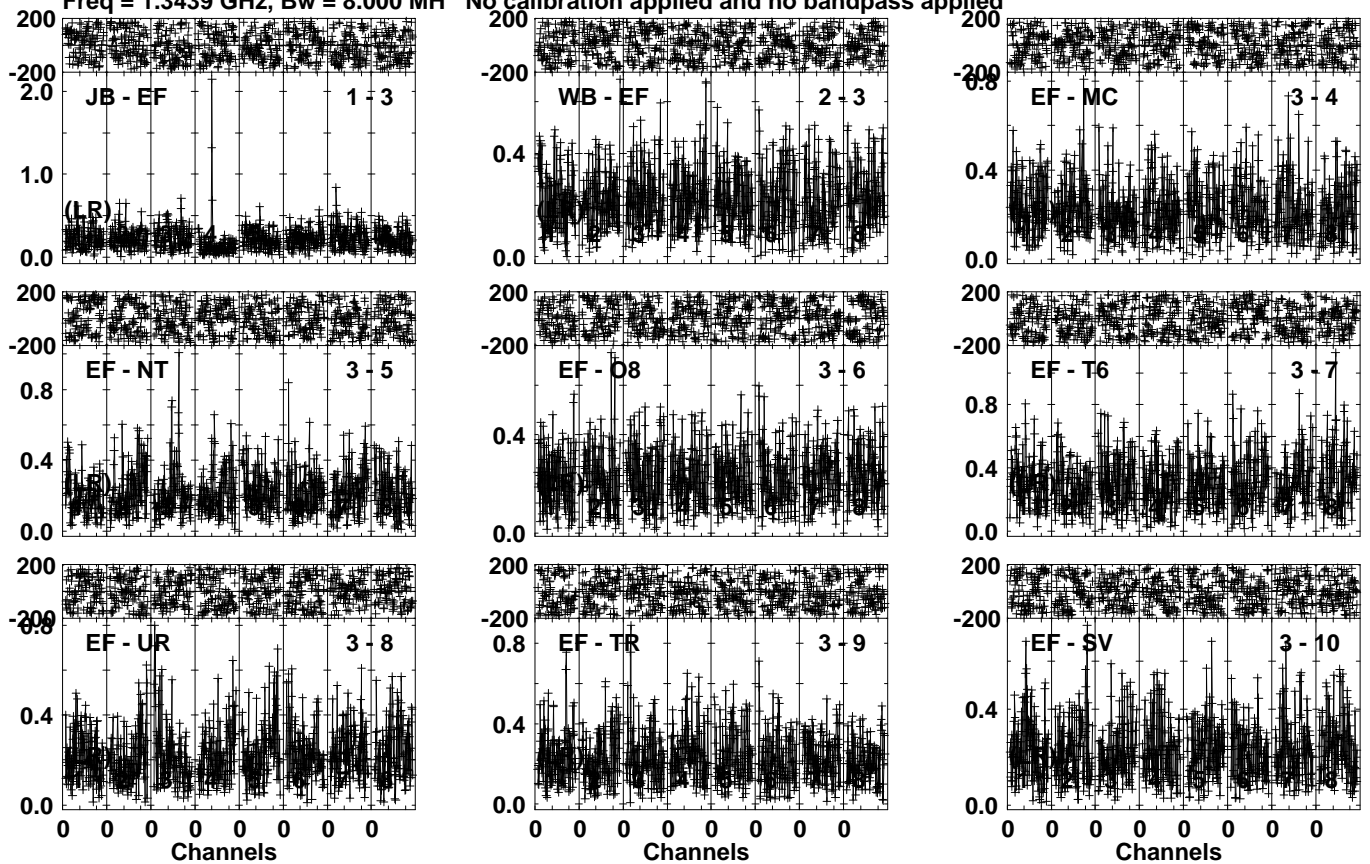 Freq = 1.3439 GHz, Bw = 8.000 MH No calibration applied and no bandpass applied
200 200 200
-200 -200 -200
2.0 JB - EF 1 - 3 WB - EF 2 - 3 0.8 EF - MC 3 - 4
1.0 0.4 0.4
(LR)
0.0 0.0 0.0
200 200 200
-200 -200 -200
EF - NT 3 - 5 EF - O8 3 - 6 EF - T6 3 - 7
0.8 0.8
0.4 0.4 0.4
(LR)
0.0 0.0 0.0
200 200 200
-200 -200 -200
0.8 EF - UR 3 - 8 0.8 EF - TR 3 - 9 EF - SV 3 - 10
0.4 0.4 0.4
0.0 0.0 0.0
0 0 0 0 0 0 0 0 0 0 0 0 0 0 0 0 0 0 0 0 0 0 0 0
Channels Channels Channels